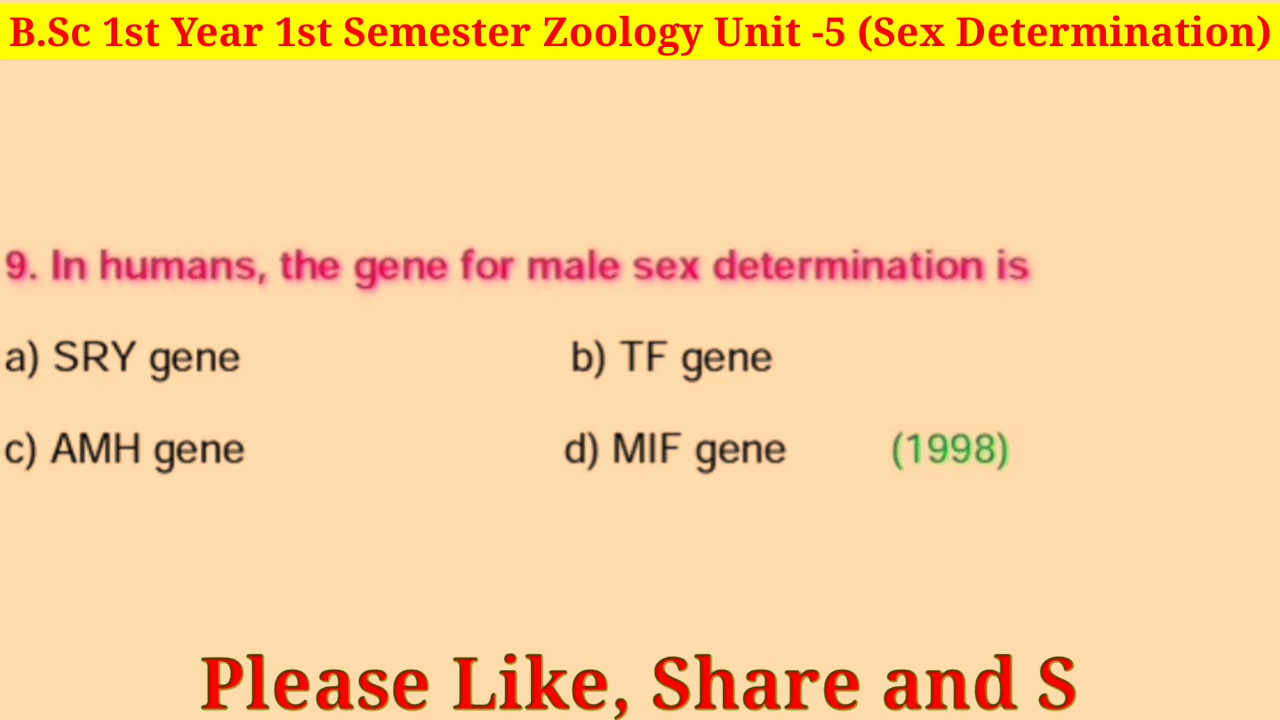 B.Sc 1st Year 1st Semester Zoology Unit -5 (Sex Determination)
9. In humans, the gene for male sex determination is
a) SRY gene b) TF gene
c) AMH gene d) MIF gene (1998)
Please Like, Share and S